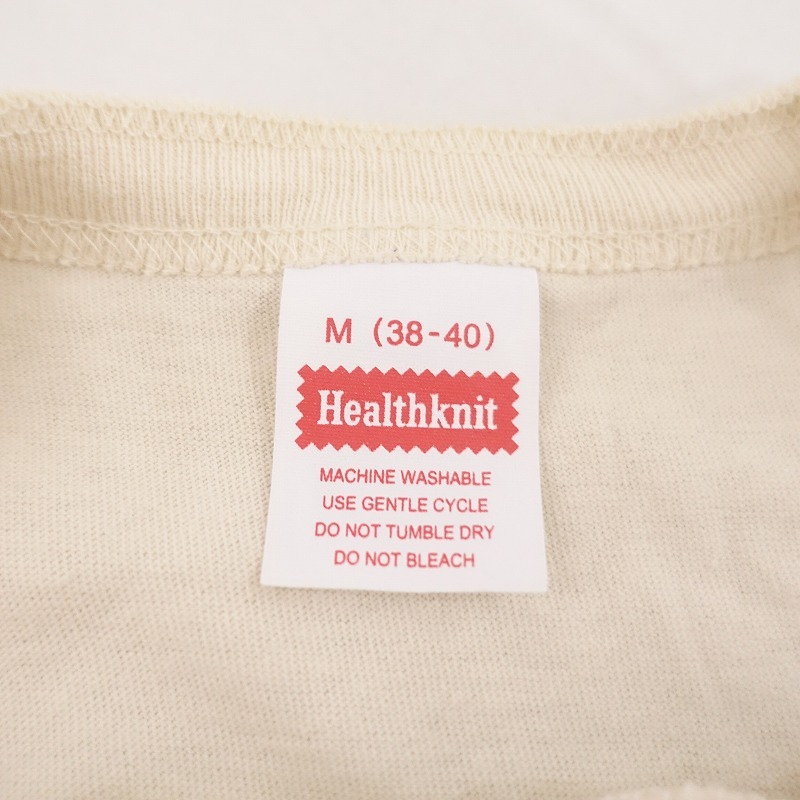 M (38-40)
Healthknit
MACHINE WASHABLE
USE GENTLE CYCLE
DO NOT TUMBLE DRY
DO NOT BLEACH